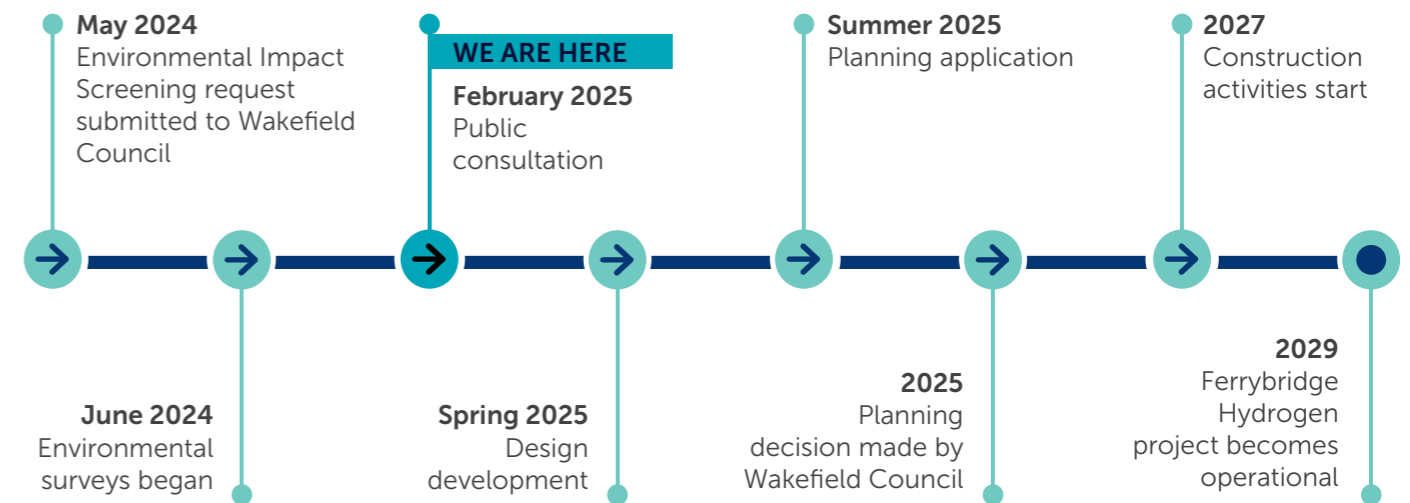 May 2024
Environmental Impact
Screening request
submitted to Wakefield
Council
WE ARE HERE
February 2025
Public
consultation
Summer 2025
Planning application
2027
Construction
activities start
June 2024
Environmental
surveys began
Spring 2025
Design
development
2025
Planning
decision made by
Wakefield Council
2029
Ferrybridge
Hydrogen
project becomes
operational